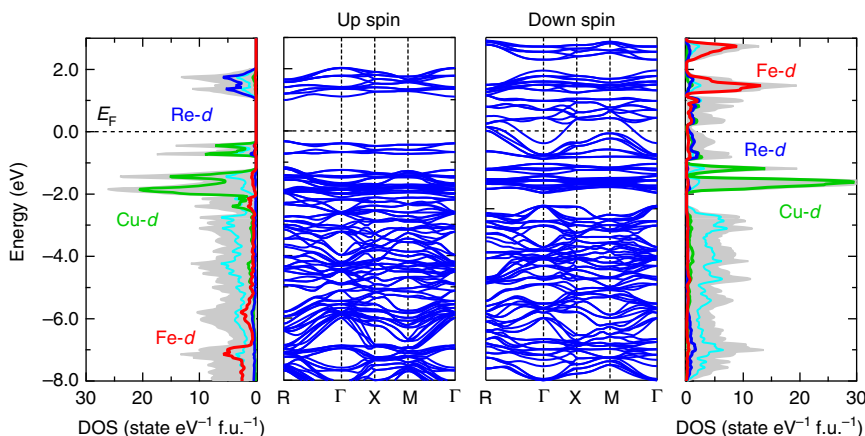 Up spin
Down spin
2.0
0.0
−2.0
−4.0
−6.0
−8.0
Energy (eV)
E_F
Re-d
Cu-d
Fe-d
Fe-d
Re-d
Cu-d
30 20 10 0
R Γ X M Γ
R Γ X M Γ
0 10 20 30
DOS (state eV⁻¹ f.u.⁻¹)
DOS (state eV⁻¹ f.u.⁻¹)